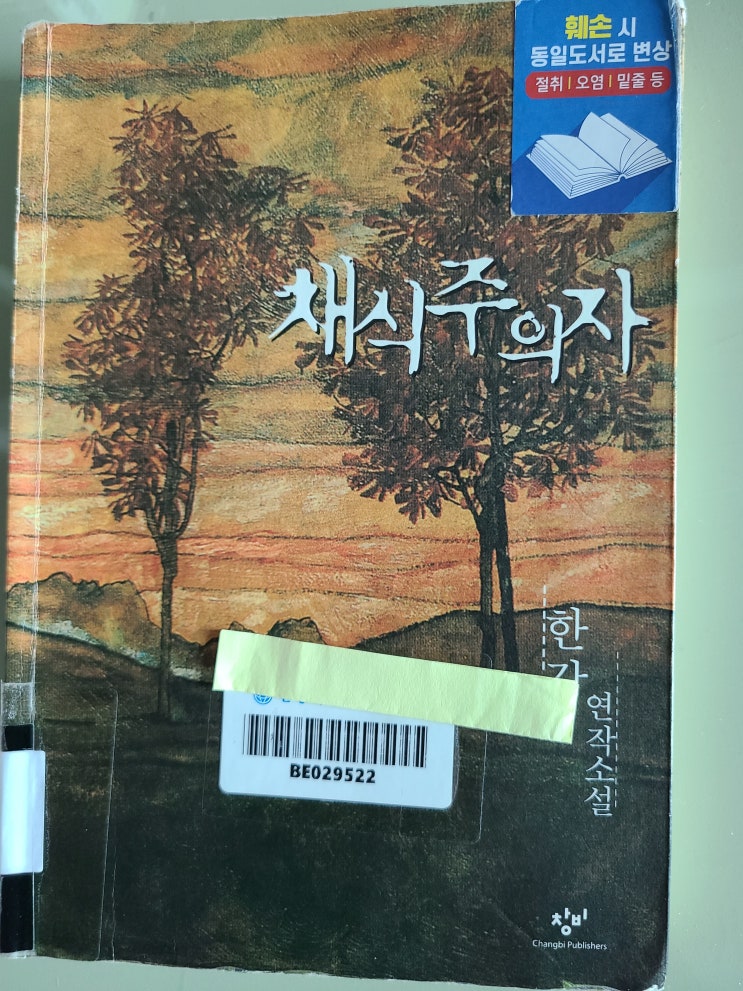 훼손 시
동일도서로 변상
절취 | 오염 | 밑줄 등
채식주의자
한
연작소설
BE029522
창비
Changbi Publishers